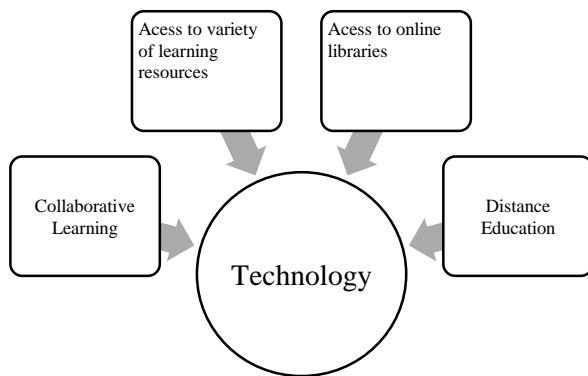 Acess to variety
of learning
resources
Acess to online
libraries
Collaborative
Learning
Distance
Education
Technology